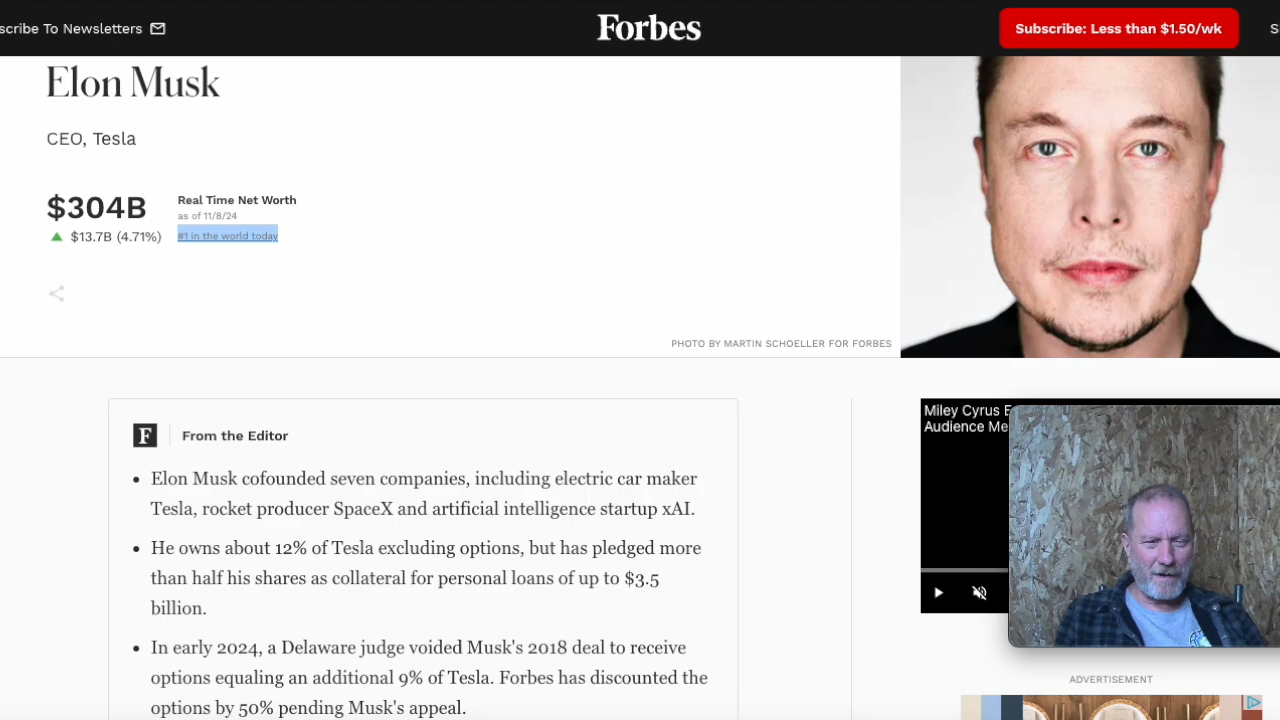 scribe To Newsletters
Forbes
Subscribe: Less than $1.50/wk
S
Elon Musk
CEO, Tesla
$304B
Real Time Net Worth
as of 11/8/24
$13.7B (4.71%)
#1 in the world today
PHOTO BY MARTIN SCHOELLER FOR FORBES
F
From the Editor
Elon Musk cofounded seven companies, including electric car maker
Tesla, rocket producer SpaceX and artificial intelligence startup xAI.
He owns about 12% of Tesla excluding options, but has pledged more
than half his shares as collateral for personal loans of up to $3.5
billion.
In early 2024, a Delaware judge voided Musk's 2018 deal to receive
options equaling an additional 9% of Tesla. Forbes has discounted the
options by 50% pending Musk's appeal.
Miley Cyrus E
Audience Me
ADVERTISEMENT